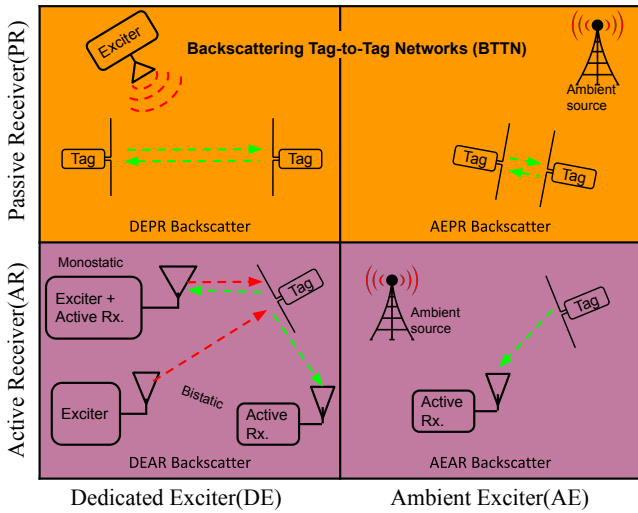 Passive Receiver(PR)
Exciter
Backscattering Tag-to-Tag Networks (BTTN)
Ambient
source
Tag
Tag
DEPR Backscatter
Tag
Tag
AEPR Backscatter
Active Receiver(AR)
Monostatic
Exciter +
Active Rx.
Tag
Exciter
Bistatic
Active
Rx.
DEAR Backscatter
Ambient
source
Tag
Active
Rx.
AEAR Backscatter
Dedicated Exciter(DE)
Ambient Exciter(AE)